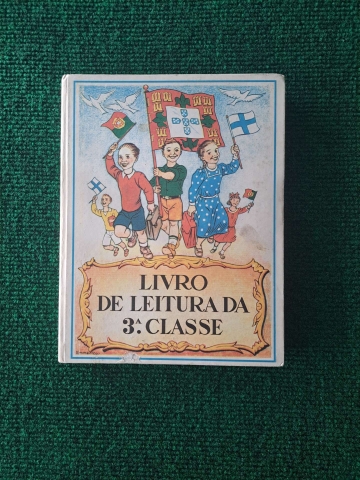 LIVRO
DE LEITURA DA
3.ª CLASSE